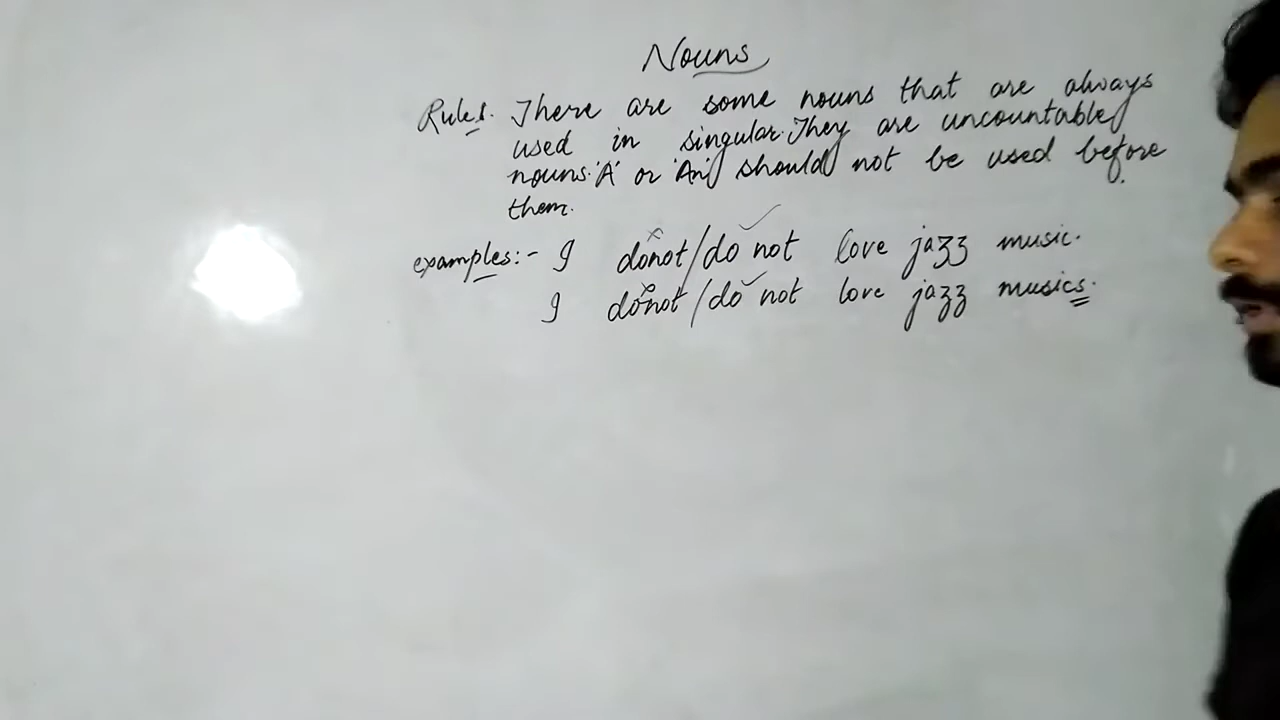 Nouns
Rules. There are some nouns that are always
used in singular. They are uncountable
nouns. 'A' or 'An' should not be used before
them.
examples:- I donot/do not love jazz music.
I donot/do not love jazz musics.